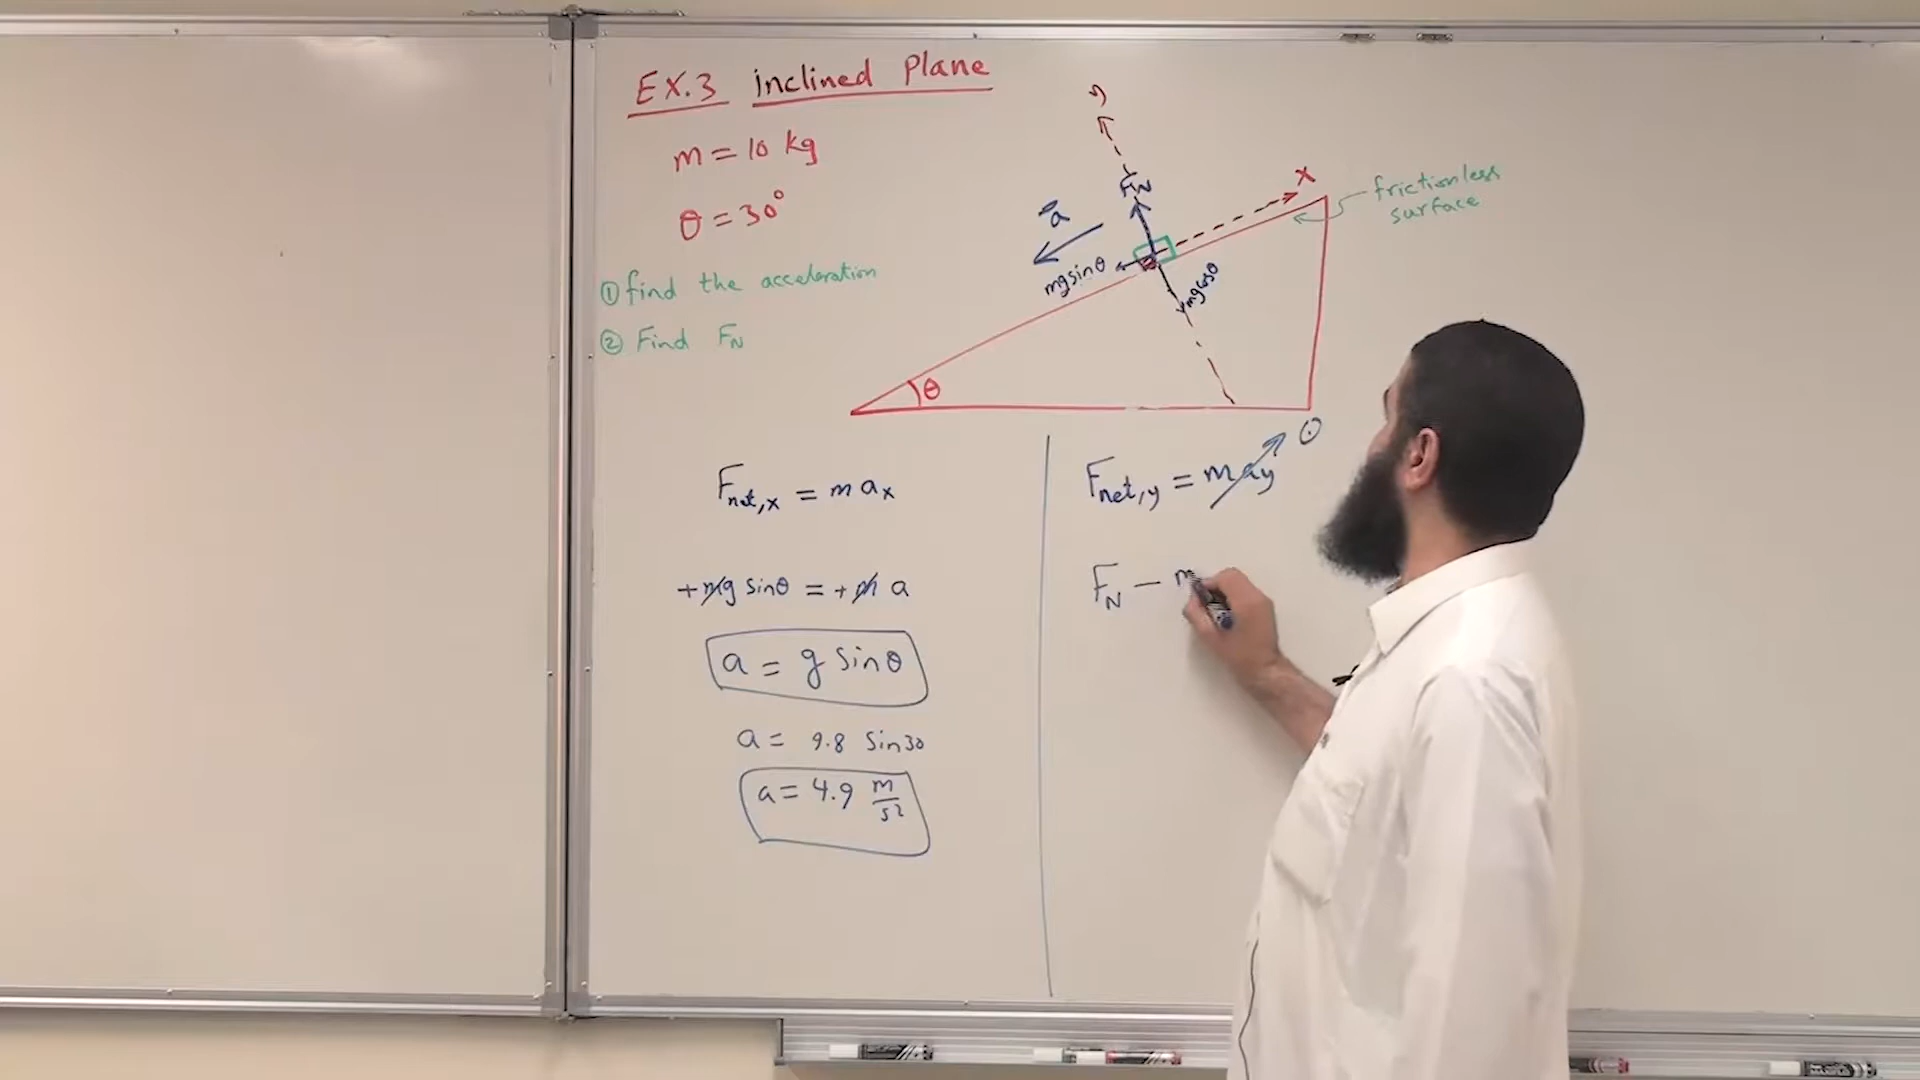 EX.3 inclined Plane
m = 10 kg
θ = 30°
① find the acceleration
② Find F_N
y
F_N
x
frictionless
surface
a⃗
mg sinθ
mg cosθ
θ
F_net,x = m a_x
+mg sinθ = +m a
a = g sinθ
a = 9.8 sin30
a = 4.9 m/s²
F_net,y = m a_y
0
F_N − m